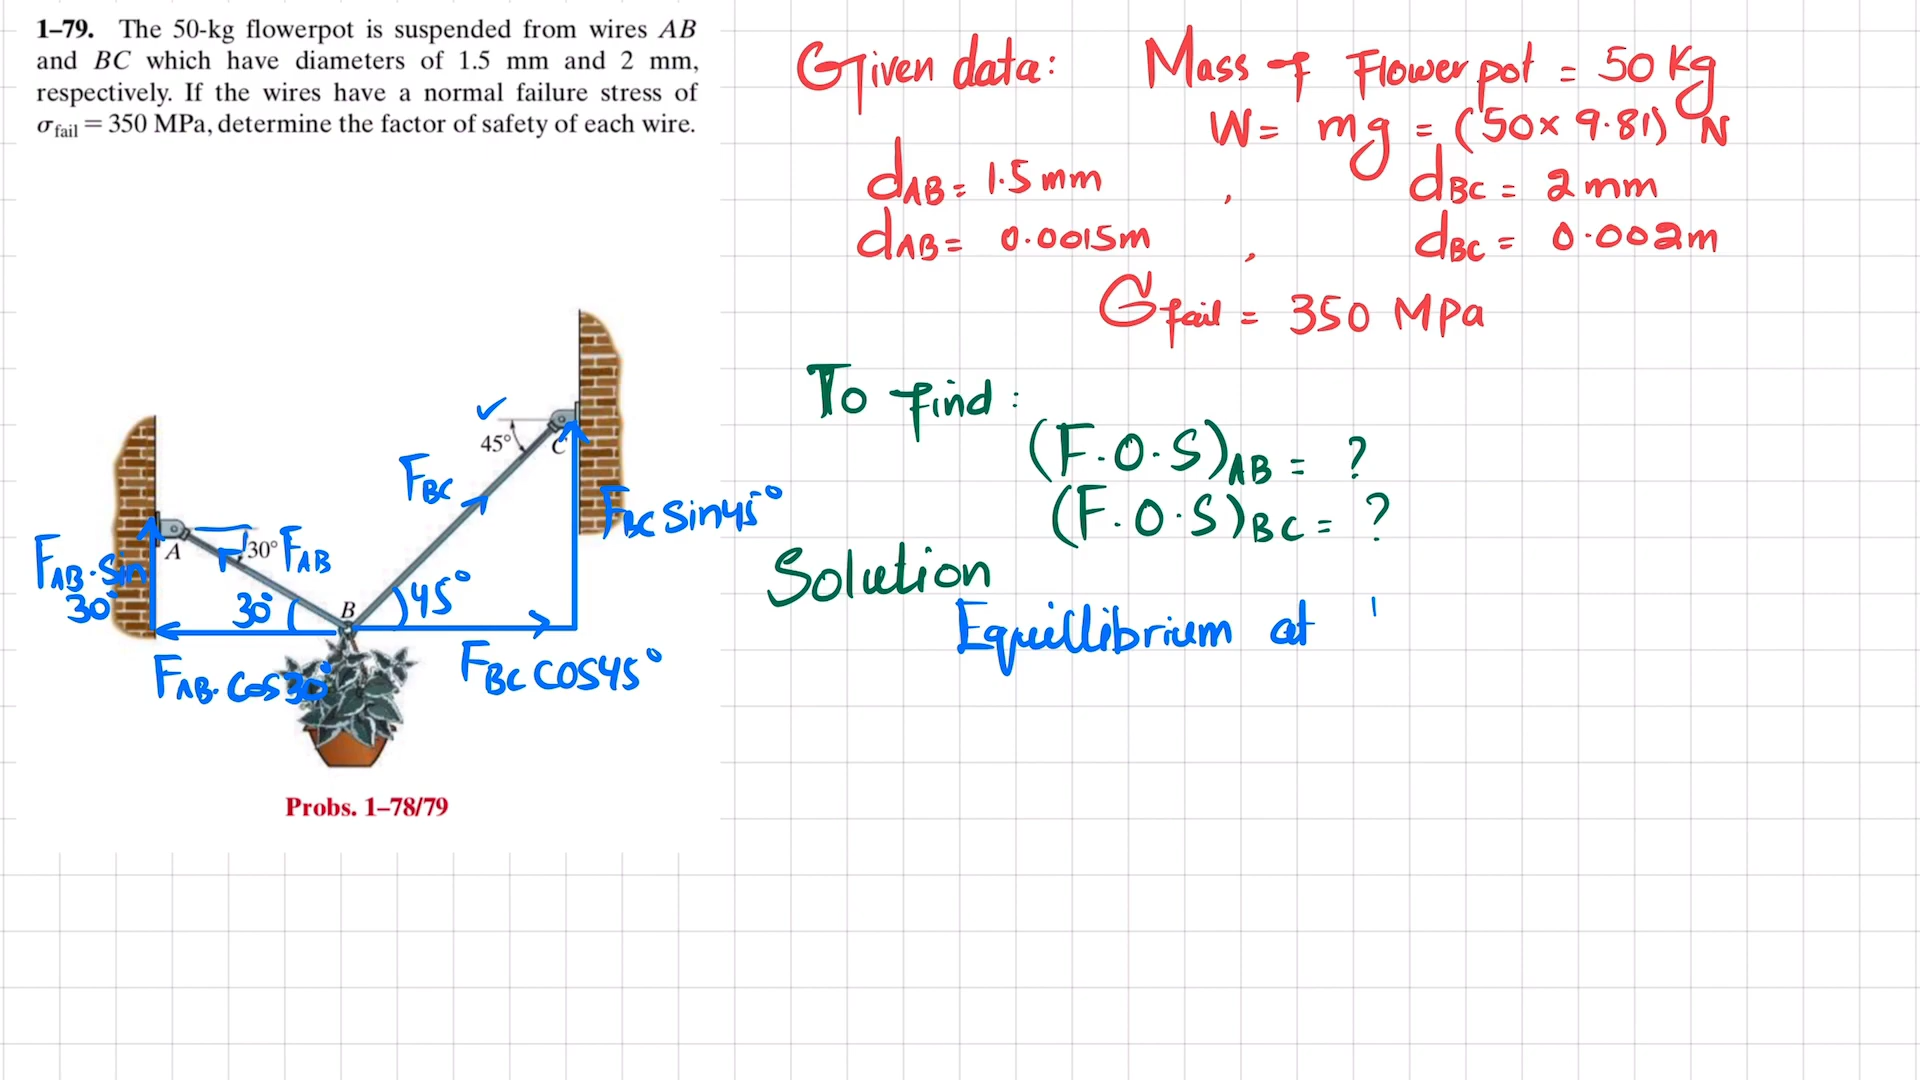 1–79. The 50-kg flowerpot is suspended from wires AB
and BC which have diameters of 1.5 mm and 2 mm,
respectively. If the wires have a normal failure stress of
σfail = 350 MPa, determine the factor of safety of each wire.
Given data: Mass of Flower pot = 50 Kg
W = mg = (50 × 9.81) N
dAB = 1.5 mm , dBC = 2 mm
dAB = 0.0015m , dBC = 0.002m
σfail = 350 MPa
To find:
(F.O.S)AB = ?
(F.O.S)BC = ?
Solution
Equillibrium at '
45°
C
FBC
FBC sin45°
A
30°
FAB
FAB. Sin
30°
30°
B
45°
FAB. Cos30°
FBC COS45°
Probs. 1–78/79